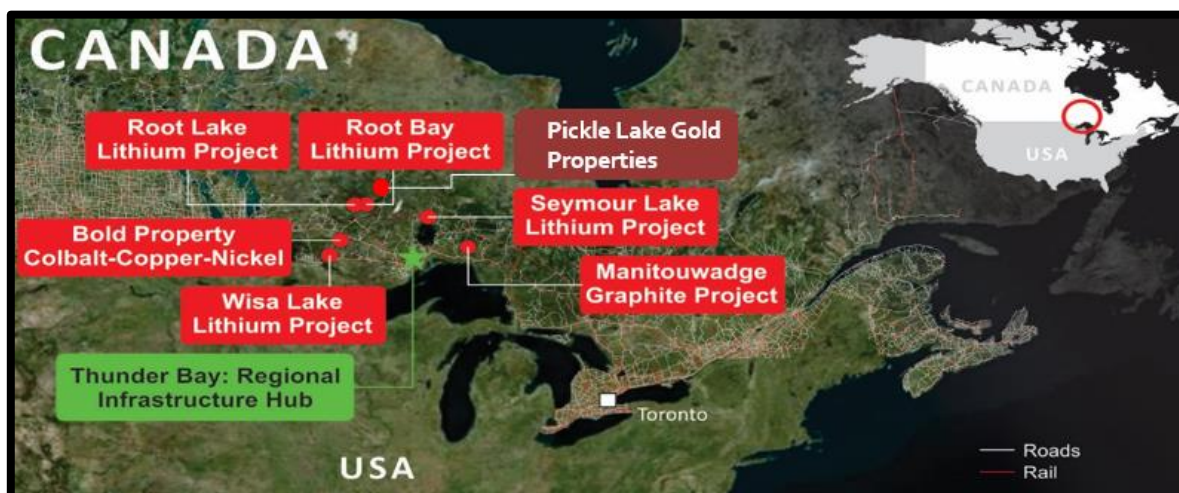 CANADA
CANADA
USA
Root Lake
Lithium Project
Root Bay
Lithium Project
Pickle Lake Gold
Properties
Seymour Lake
Lithium Project
Bold Property
Colbalt-Copper-Nickel
Manitouwadge
Graphite Project
Wisa Lake
Lithium Project
Thunder Bay: Regional
Infrastructure Hub
Toronto
USA
Roads
Rail